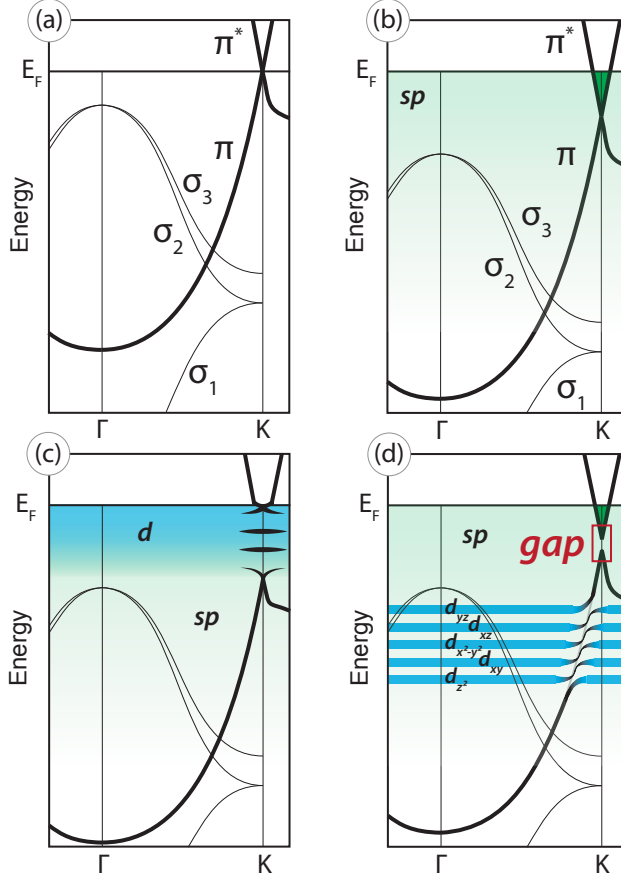 (a)
π*
E_F
π
σ_3
σ_2
σ_1
Energy
Γ
K
(b)
π*
E_F
sp
π
σ_3
σ_2
σ_1
Energy
Γ
K
(c)
E_F
d
sp
Energy
Γ
K
(d)
E_F
sp
gap
d_yz d_xz
d_x²-y² d_xy
d_z²
Energy
Γ
K